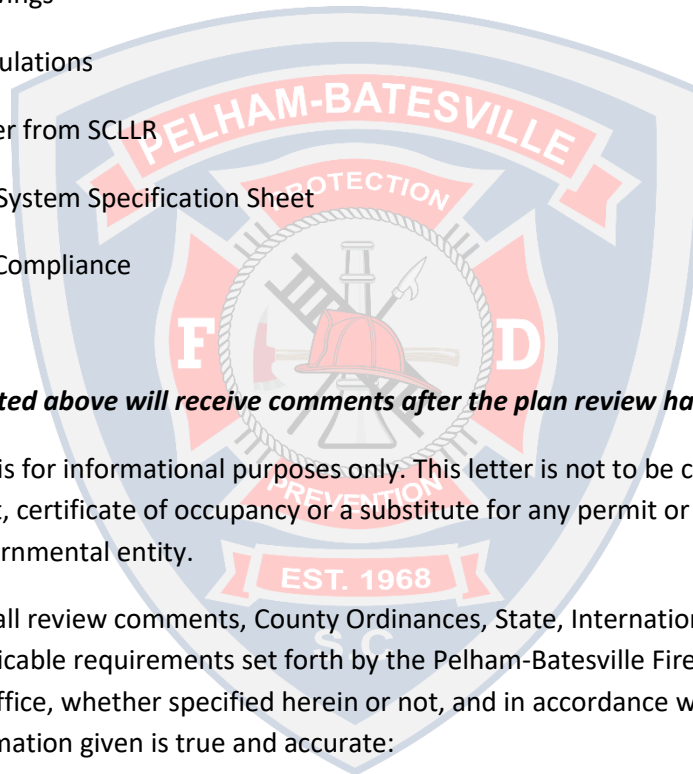 ulations
er from SCLLR
System Specification Sheet
Compliance
ted above will receive comments after the plan review ha
is for informational purposes only. This letter is not to be c
, certificate of occupancy or a substitute for any permit or
ernmental entity.
all review comments, County Ordinances, State, Internation
icable requirements set forth by the Pelham-Batesville Fire
ffice, whether specified herein or not, and in accordance w
mation given is true and accurate:
PELHAM-BATESVILLE
PROTECTION
F D
PREVENTION
EST. 1968
S C